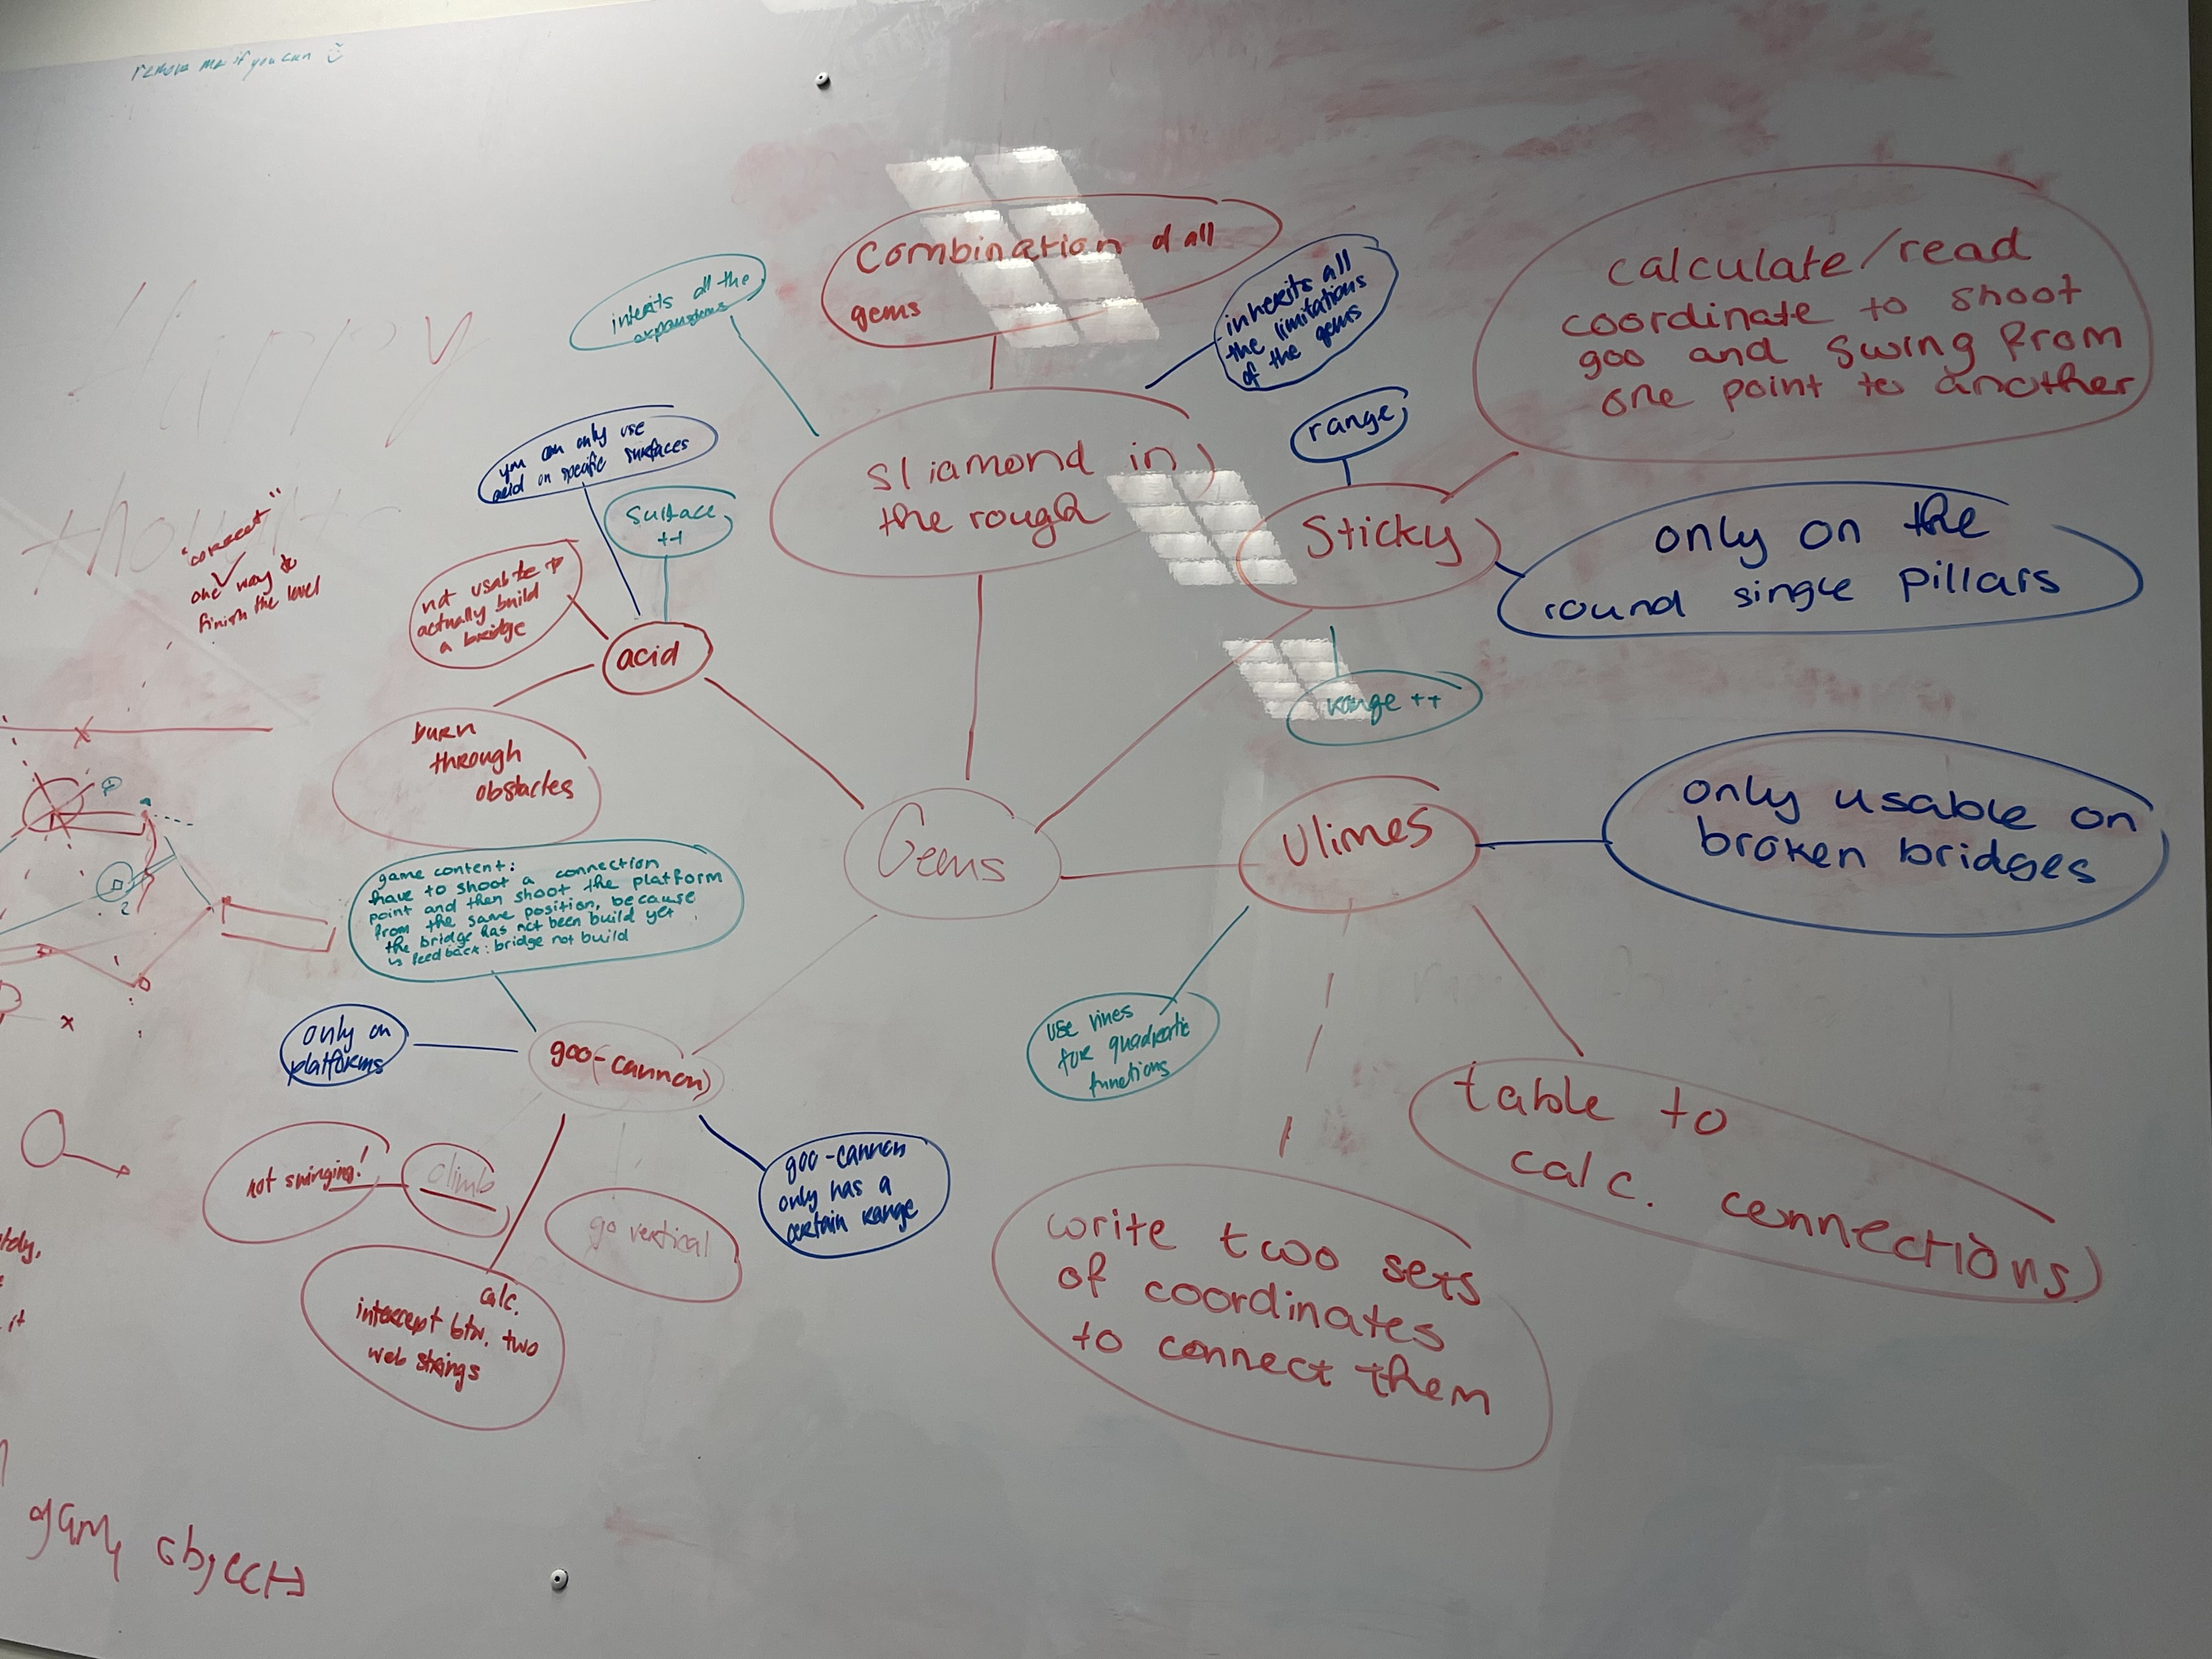 remove me if you can
Happy
"correct"
one way to
finish the level
inherits all the
expansions
Combination of all
gems
inherits all
the limitations
of the gems
sliamond in
the rough
calculate/read
coordinate to shoot
goo and swing from
one point to another
range
Sticky
only on the
round single pillars
Range ++
you can only use
acid on specific surfaces
Surface
++
not usable to
actually build
a bridge
acid
burn
through
obstacles
Gems
Vlimes
only usable on
broken bridges
use vines
for quadratic
functions
table to
calc. connections
write two sets
of coordinates
to connect them
game content:
have to shoot a connection
point and then shoot the platform
from the same position, because
the bridge has not been build yet
feedback: bridge not build
only on
platforms
goo-(cannon)
not swinging!
climb
go vertical
goo-cannon
only has a
certain range
calc.
intercept btw. two
web strings
it
game objects